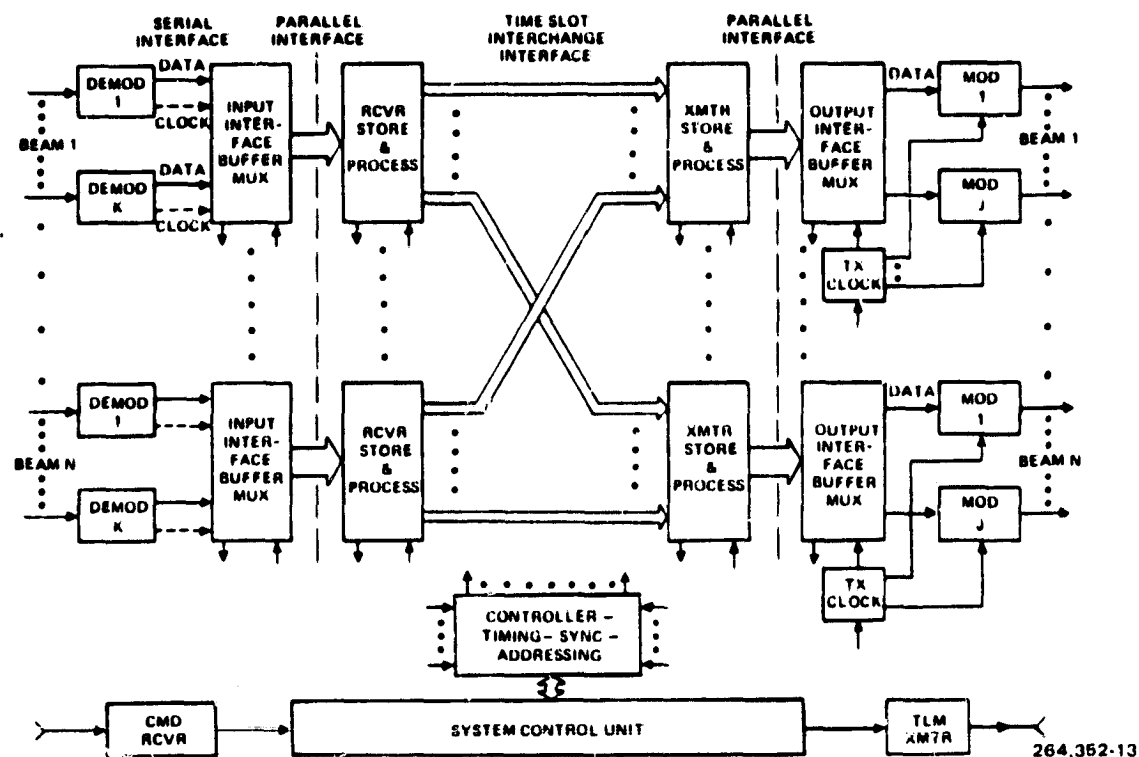 SERIAL
INTERFACE
PARALLEL
INTERFACE
TIME SLOT
INTERCHANGE
INTERFACE
PARALLEL
INTERFACE
DEMOD
1
DATA
CLOCK
BEAM 1
DEMOD
K
DATA
CLOCK
INPUT
INTER-
FACE
BUFFER
MUX
RCVR
STORE
&
PROCESS
XMTR
STORE
&
PROCESS
OUTPUT
INTER-
FACE
BUFFER
MUX
DATA
MOD
1
BEAM 1
MOD
J
TX
CLOCK
DEMOD
1
BEAM N
DEMOD
K
INPUT
INTER-
FACE
BUFFER
MUX
RCVR
STORE
&
PROCESS
XMTR
STORE
&
PROCESS
OUTPUT
INTER-
FACE
BUFFER
MUX
DATA
MOD
1
BEAM N
MOD
J
TX
CLOCK
CONTROLLER –
TIMING – SYNC –
ADDRESSING
CMD
RCVR
SYSTEM CONTROL UNIT
TLM
XMTR
264.352-13